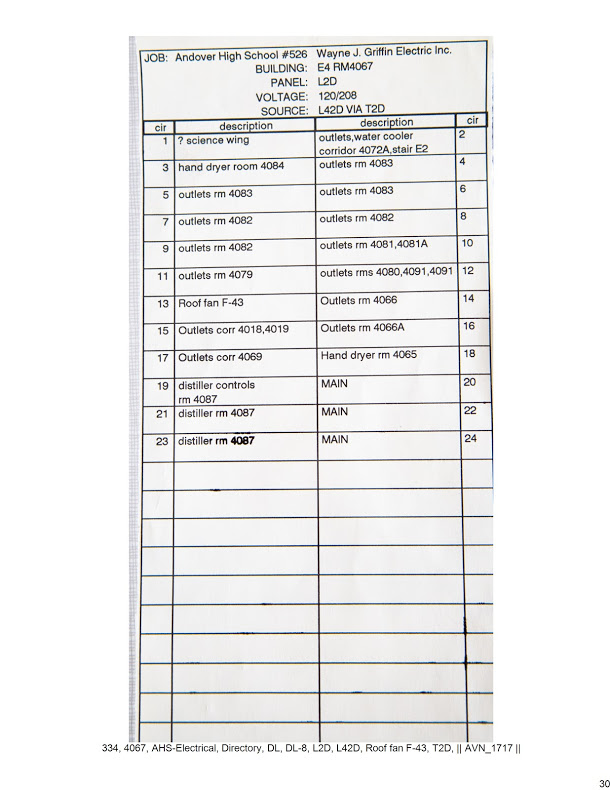 JOB: Andover High School #526 Wayne J. Griffin Electric Inc.
BUILDING: E4 RM4067
PANEL: L2D
VOLTAGE: 120/208
SOURCE: L42D VIA T2D
cir description description cir
1 ? science wing outlets,water cooler 2
corridor 4072A,stair E2
3 hand dryer room 4084 outlets rm 4083 4
5 outlets rm 4083 outlets rm 4083 6
7 outlets rm 4082 outlets rm 4082 8
9 outlets rm 4082 outlets rm 4081,4081A 10
11 outlets rm 4079 outlets rms 4080,4091,4091 12
13 Roof fan F-43 Outlets rm 4066 14
15 Outlets corr 4018,4019 Outlets rm 4066A 16
17 Outlets corr 4069 Hand dryer rm 4065 18
19 distiller controls MAIN 20
rm 4087
21 distiller rm 4087 MAIN 22
23 distiller rm 4087 MAIN 24
334, 4067, AHS-Electrical, Directory, DL, DL-8, L2D, L42D, Roof fan F-43, T2D, || AVN_1717 ||
30